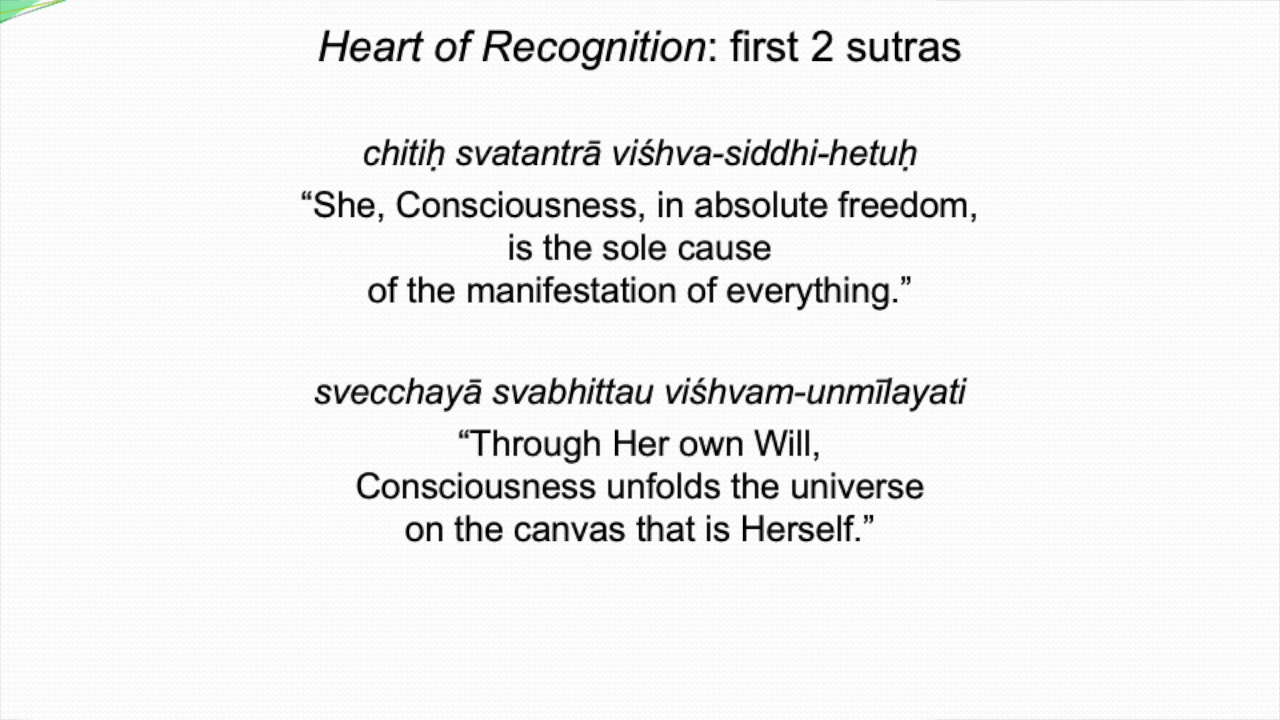 Heart of Recognition: first 2 sutras
chitiḥ svatantrā viśhva-siddhi-hetuḥ
“She, Consciousness, in absolute freedom,
is the sole cause
of the manifestation of everything.”
svecchayā svabhittau viśhvam-unmīlayati
“Through Her own Will,
Consciousness unfolds the universe
on the canvas that is Herself.”